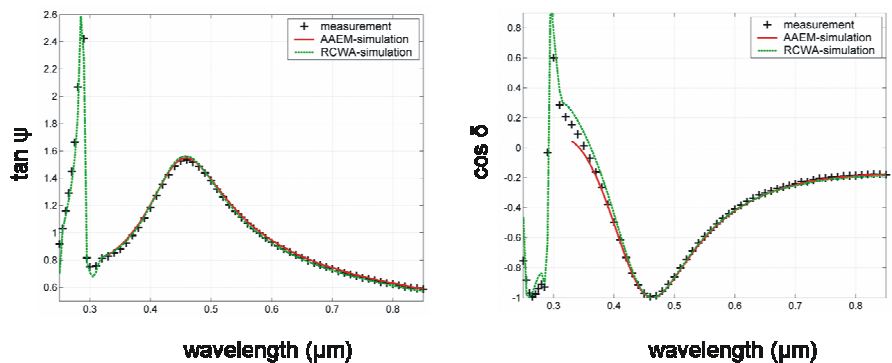 measurement
AAEM-simulation
RCWA-simulation
2.6
2.4
2.2
2
1.8
1.6
1.4
1.2
1
0.8
0.6
0.3 0.4 0.5 0.6 0.7 0.8
tan ψ
wavelength (μm)
measurement
AAEM-simulation
RCWA-simulation
0.8
0.6
0.4
0.2
0
-0.2
-0.4
-0.6
-0.8
-1
0.3 0.4 0.5 0.6 0.7 0.8
cos δ
wavelength (μm)